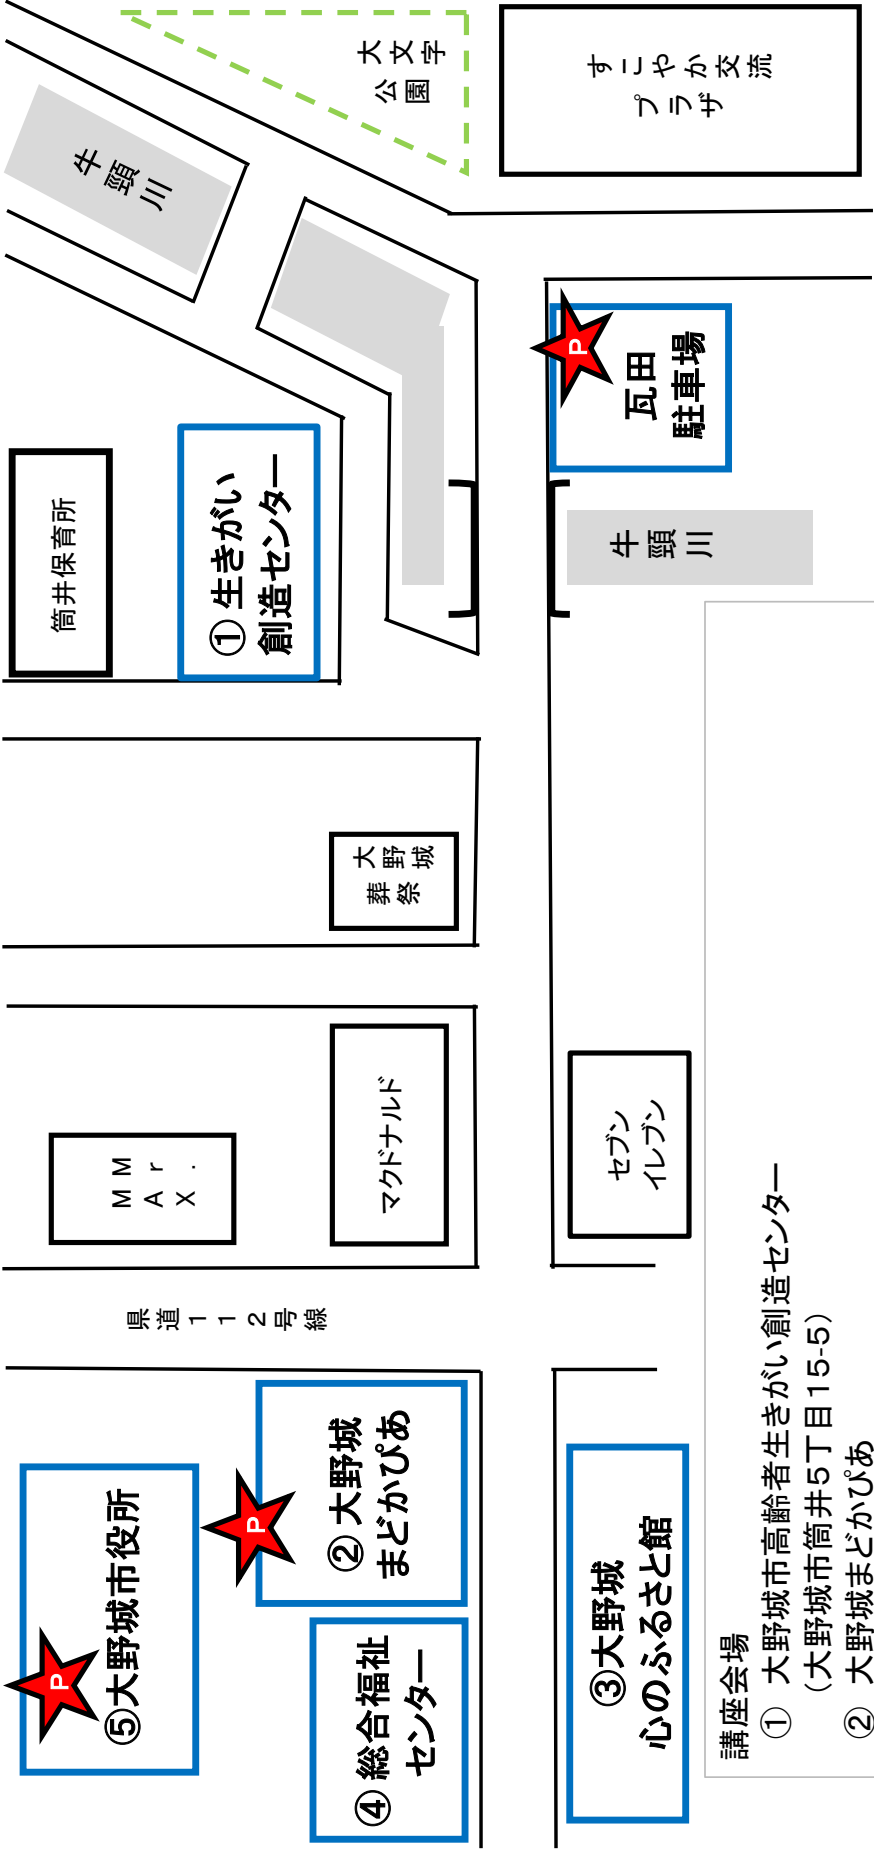 ⑤大野城市役所
P
④ 総合福祉
センター
② 大野城
まどかぴあ
P
県道112号線
MrMax.
マクドナルド
大野城
葬祭
筒井保育所
① 生きがい
創造センター
牛頸川
大文字
公園
すこやか交流
プラザ
P
瓦田
駐車場
牛頸川
セブン
イレブン
③大野城
心のふるさと館
講座会場
① 大野城市高齢者生きがい創造センター
（大野城市筒井5丁目15-5）
② 大野城まどかぴあ